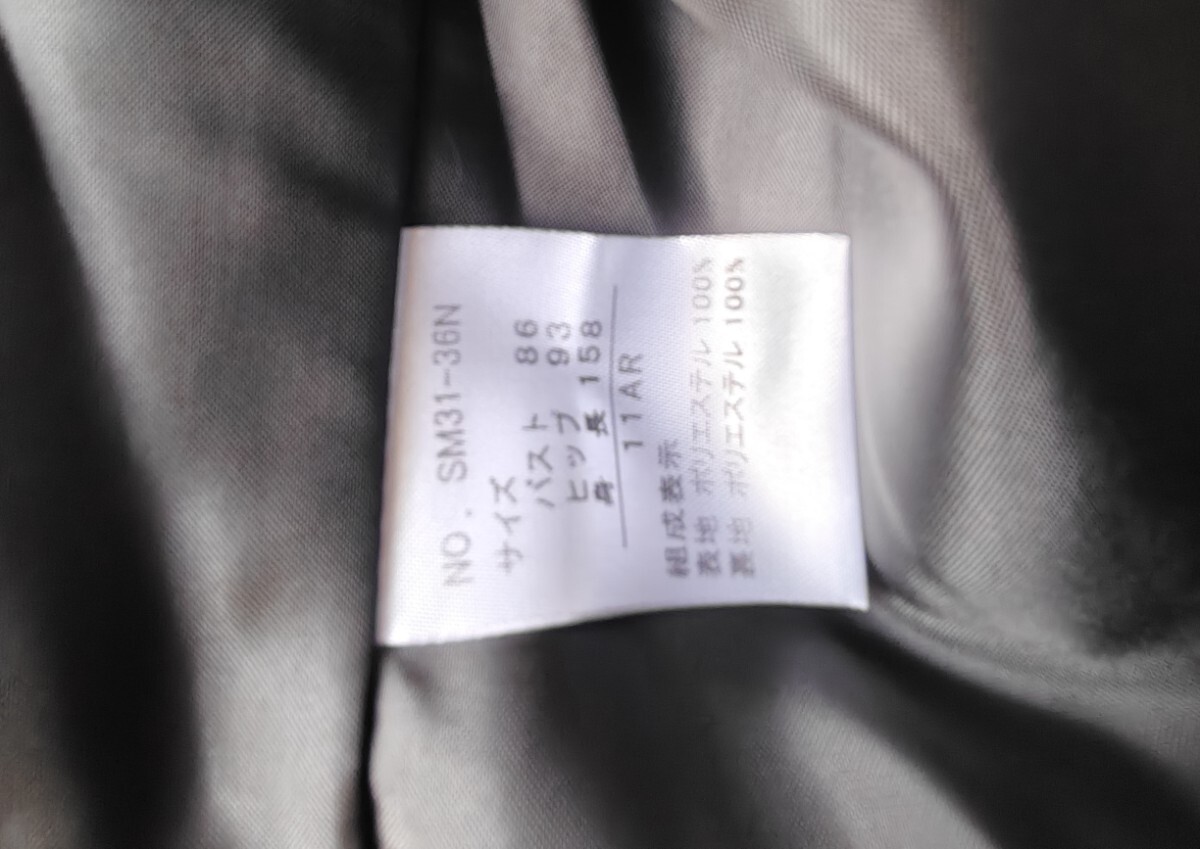 NO. SM31-36N
サイズ
バスト 86
ヒップ 93
身長 158
11AR
組成表示
表地 ポリエステル 100%
裏地 ポリエステル 100%